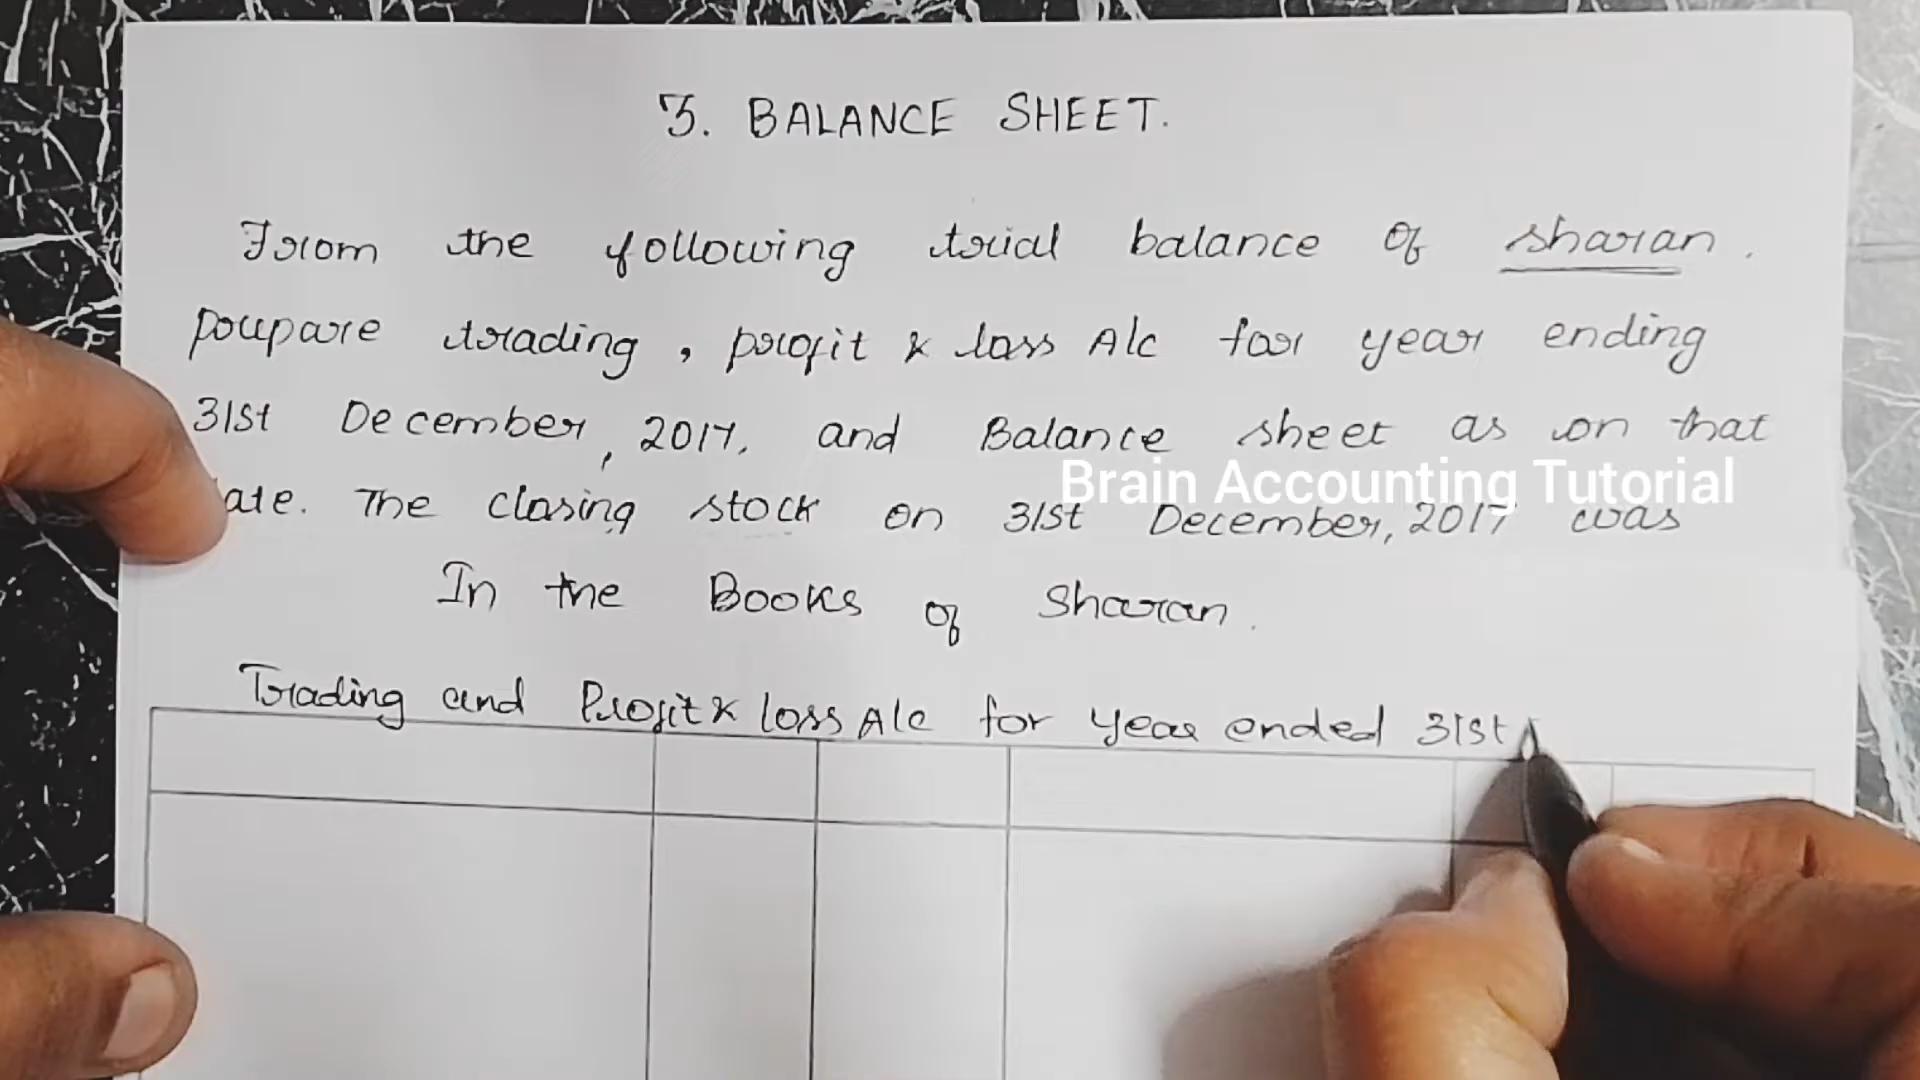 3. BALANCE SHEET.
From the following trial balance of sharan.
prepare trading, profit & loss A/c for year ending
31st December, 2017, and Balance sheet as on that
Brain Accounting Tutorial
ate. The closing stock on 31st December, 2017 was
In the Books of Sharan.
Trading and Profit & loss A/c for year ended 31st